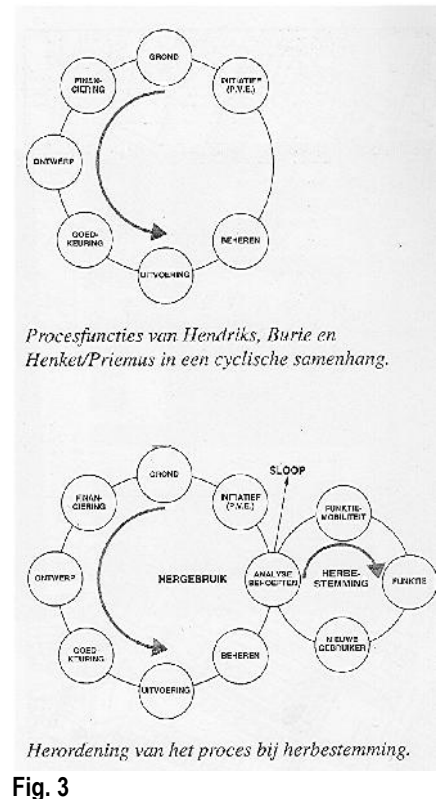 GROND
FINAN-
CIERING
INITIATIEF
(P.V.E.)
ONTWERP
GOED-
KEURING
BEHEREN
UITVOERING
Procesfuncties van Hendriks, Burie en
Henket/Priemus in een cyclische samenhang.
GROND
SLOOP
FINAN-
CIERING
INITIATIEF
(P.V.E.)
FUNKTIE-
MOBILITEIT
ONTWERP
HERGEBRUIK
ANALYSE
BEHOEFTEN
HERBE-
STEMMING
FUNKTIE
GOED-
KEURING
BEHEREN
NIEUWE
GEBRUIKER
UITVOERING
Herordening van het proces bij herbestemming.
Fig. 3